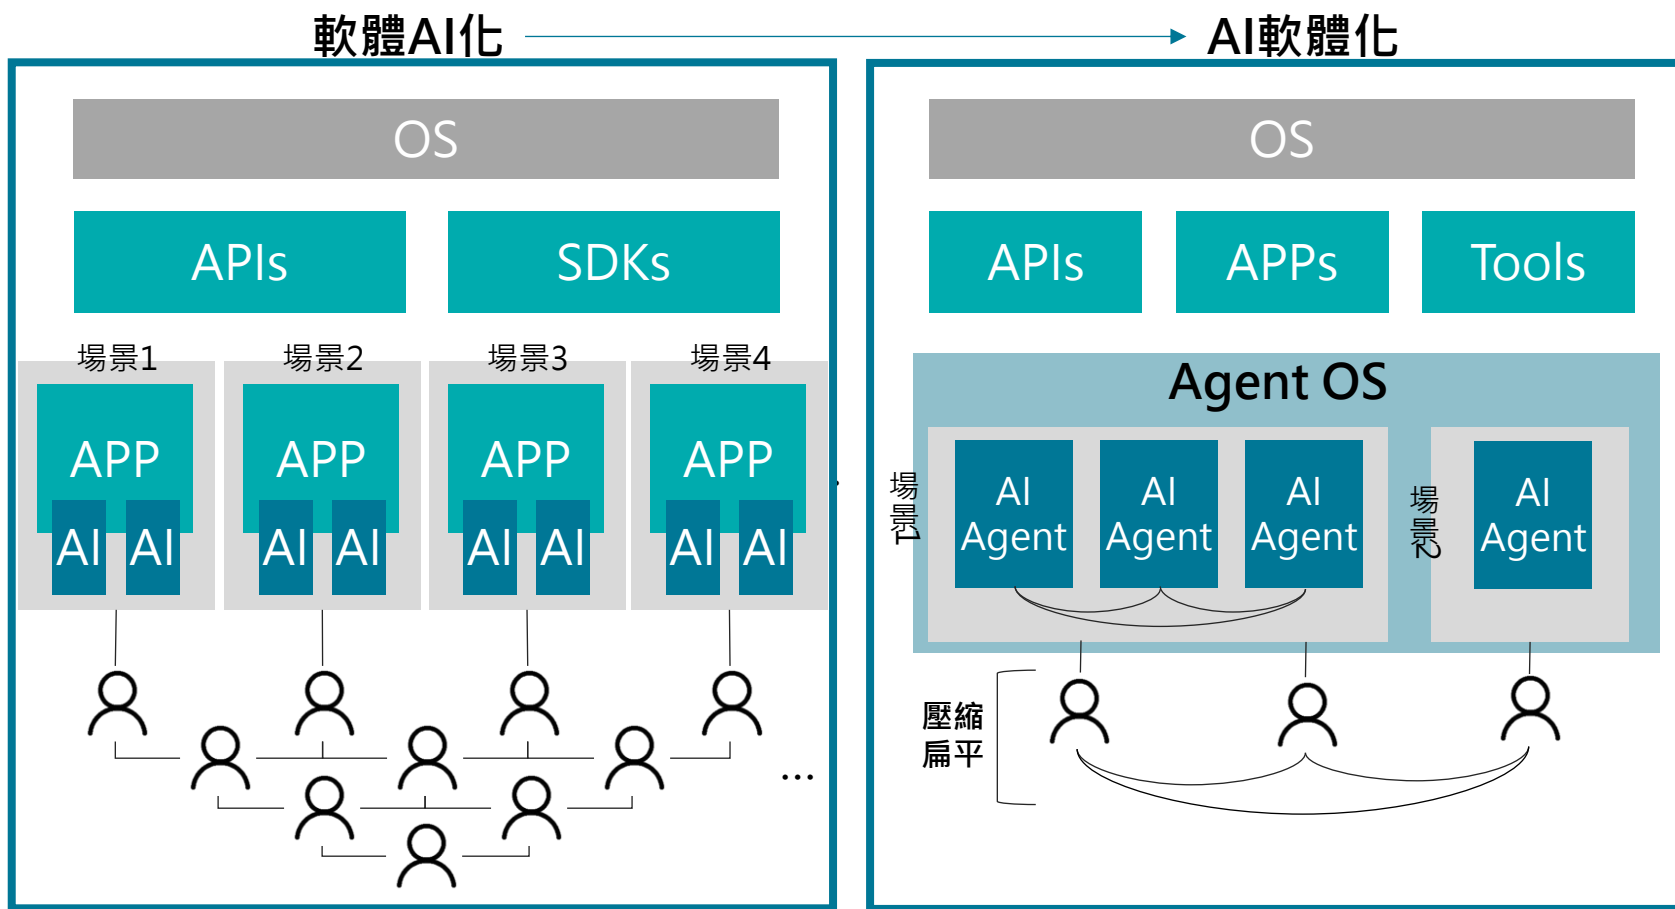 軟體AI化
AI軟體化
OS
APIs
SDKs
場景1
場景2
場景3
場景4
APP
APP
APP
APP
AI
AI
AI
AI
AI
AI
AI
AI
...
OS
APIs
APPs
Tools
Agent OS
場景1
AI
Agent
AI
Agent
AI
Agent
場景2
AI
Agent
壓縮
扁平